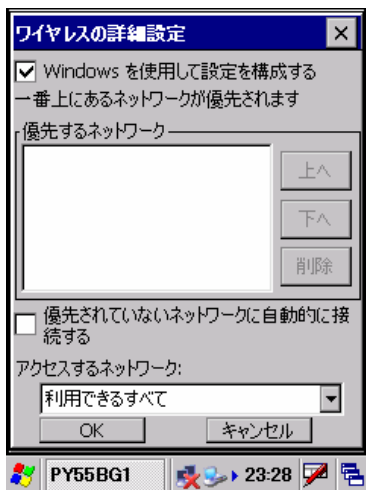 ワイヤレスの詳細設定
Windows を使用して設定を構成する
一番上にあるネットワークが優先されます
優先するネットワーク
上へ
下へ
削除
優先されていないネットワークに自動的に接
続する
アクセスするネットワーク:
利用できるすべて
OK
キャンセル
PY55BG1
23:28